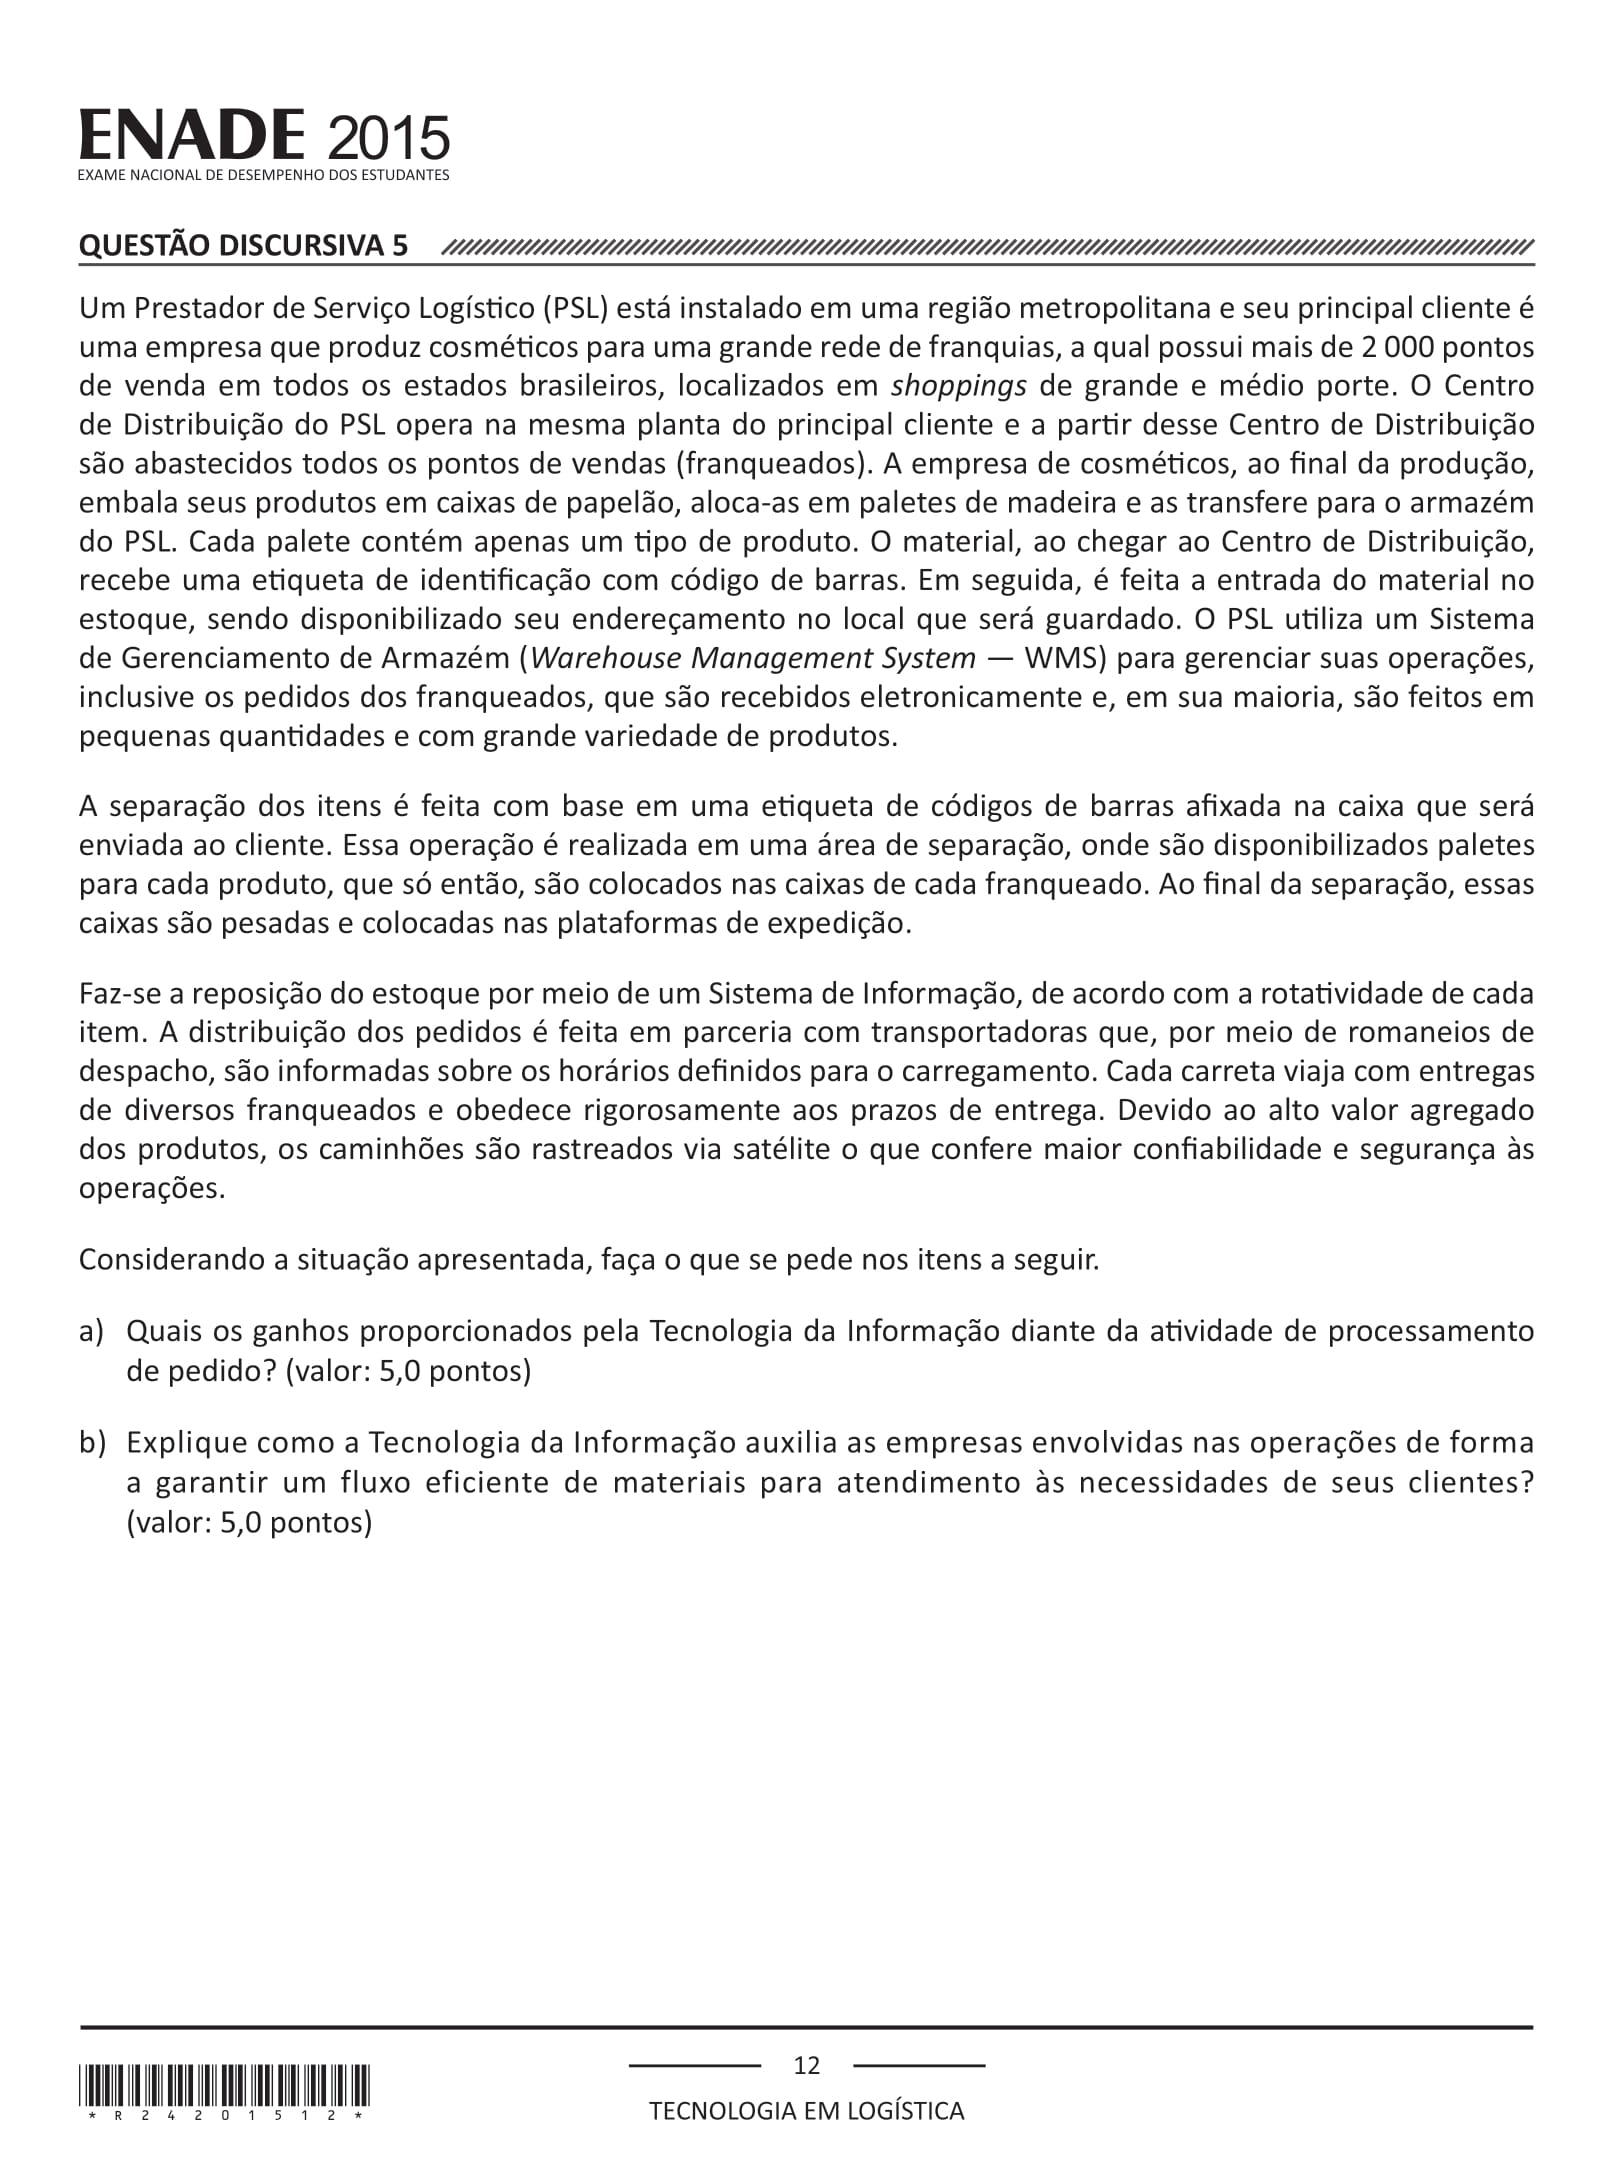 ENADE 2015
EXAME NACIONAL DE DESEMPENHO DOS ESTUDANTES
QUESTÃO DISCURSIVA 5
Um Prestador de Serviço Logístico (PSL) está instalado em uma região metropolitana e seu principal cliente é
uma empresa que produz cosméticos para uma grande rede de franquias, a qual possui mais de 2 000 pontos
de venda em todos os estados brasileiros, localizados em shoppings de grande e médio porte. O Centro
de Distribuição do PSL opera na mesma planta do principal cliente e a partir desse Centro de Distribuição
são abastecidos todos os pontos de vendas (franqueados). A empresa de cosméticos, ao final da produção,
embala seus produtos em caixas de papelão, aloca-as em paletes de madeira e as transfere para o armazém
do PSL. Cada palete contém apenas um tipo de produto. O material, ao chegar ao Centro de Distribuição,
recebe uma etiqueta de identificação com código de barras. Em seguida, é feita a entrada do material no
estoque, sendo disponibilizado seu endereçamento no local que será guardado. O PSL utiliza um Sistema
de Gerenciamento de Armazém (Warehouse Management System — WMS) para gerenciar suas operações,
inclusive os pedidos dos franqueados, que são recebidos eletronicamente e, em sua maioria, são feitos em
pequenas quantidades e com grande variedade de produtos.
A separação dos itens é feita com base em uma etiqueta de códigos de barras afixada na caixa que será
enviada ao cliente. Essa operação é realizada em uma área de separação, onde são disponibilizados paletes
para cada produto, que só então, são colocados nas caixas de cada franqueado. Ao final da separação, essas
caixas são pesadas e colocadas nas plataformas de expedição.
Faz-se a reposição do estoque por meio de um Sistema de Informação, de acordo com a rotatividade de cada
item. A distribuição dos pedidos é feita em parceria com transportadoras que, por meio de romaneios de
despacho, são informadas sobre os horários definidos para o carregamento. Cada carreta viaja com entregas
de diversos franqueados e obedece rigorosamente aos prazos de entrega. Devido ao alto valor agregado
dos produtos, os caminhões são rastreados via satélite o que confere maior confiabilidade e segurança às
operações.
Considerando a situação apresentada, faça o que se pede nos itens a seguir.
a) Quais os ganhos proporcionados pela Tecnologia da Informação diante da atividade de processamento
de pedido? (valor: 5,0 pontos)
b) Explique como a Tecnologia da Informação auxilia as empresas envolvidas nas operações de forma
a garantir um fluxo eficiente de materiais para atendimento às necessidades de seus clientes?
(valor: 5,0 pontos)
12
*R24201512*
TECNOLOGIA EM LOGÍSTICA